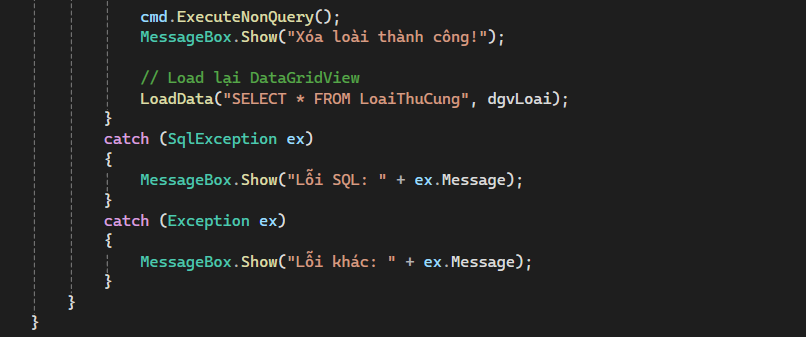 cmd.ExecuteNonQuery();
MessageBox.Show("Xóa loài thành công!");
// Load lại DataGridView
LoadData("SELECT * FROM LoaiThuCung", dgvLoai);
}
catch (SqlException ex)
{
MessageBox.Show("Lỗi SQL: " + ex.Message);
}
catch (Exception ex)
{
MessageBox.Show("Lỗi khác: " + ex.Message);
}
}
}